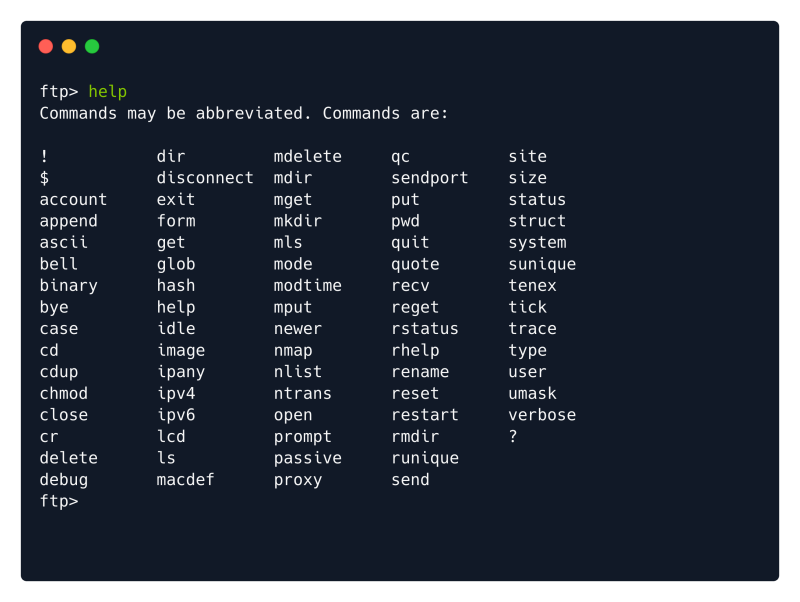 ftp> help
Commands may be abbreviated. Commands are:

! dir mdelete qc site
$ disconnect mdir sendport size
account exit mget put status
append form mkdir pwd struct
ascii get mls quit system
bell glob mode quote sunique
binary hash modtime recv tenex
bye help mput reget tick
case idle newer rstatus trace
cd image nmap rhelp type
cdup ipany nlist rename user
chmod ipv4 ntrans reset umask
close ipv6 open restart verbose
cr lcd prompt rmdir ?
delete ls passive runique
debug macdef proxy send
ftp>